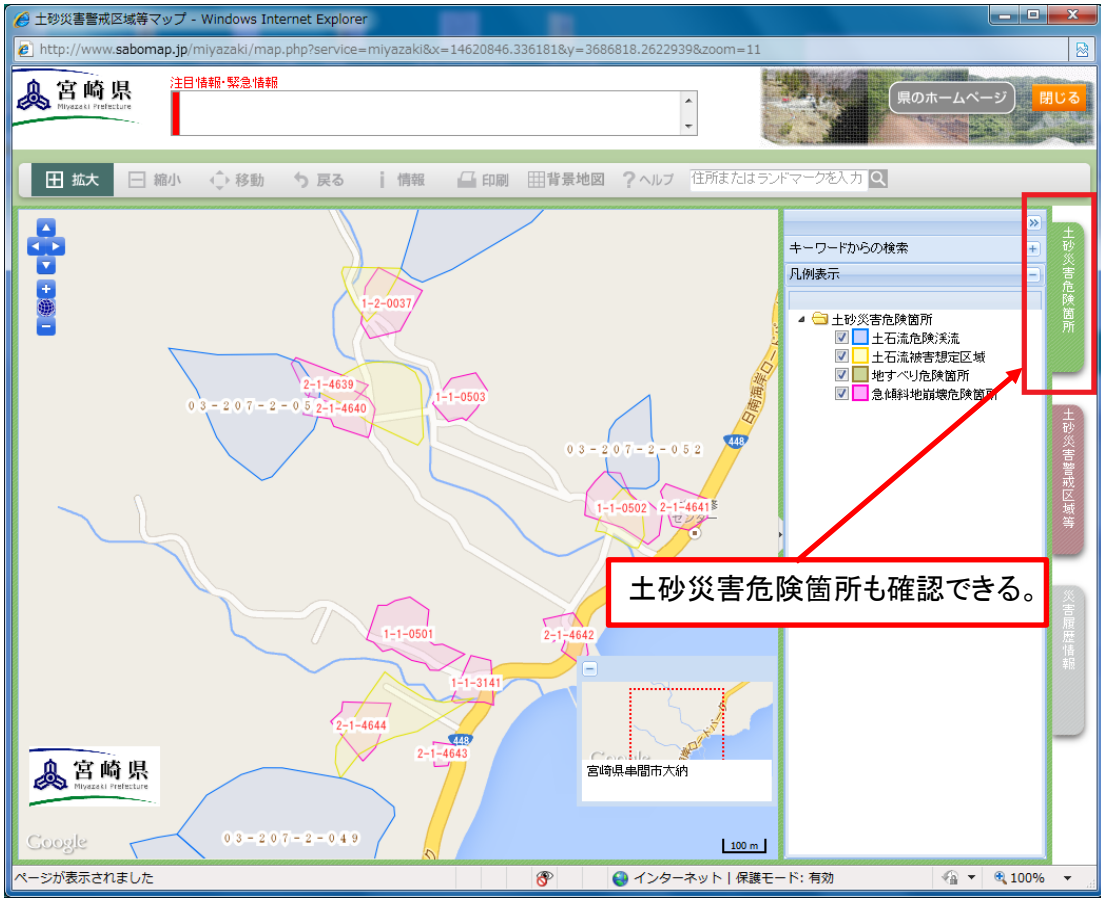 土砂災害警戒区域等マップ - Windows Internet Explorer
http://www.sabomap.jp/miyazaki/map.php?service=miyazaki&x=14620846.336181&y=3686818.2622939&zoom=11
宮崎県
Miyazaki Prefecture
注目情報・緊急情報
県のホームページ
閉じる
拡大
縮小
移動
戻る
情報
印刷
背景地図
ヘルプ
住所またはランドマークを入力
キーワードからの検索
凡例表示
土砂災害危険箇所
土石流危険渓流
土石流被害想定区域
地すべり危険箇所
急傾斜地崩壊危険箇所
土砂災害危険箇所
土砂災害警戒区域等
災害履歴情報
土砂災害危険箇所も確認できる。
1-2-0037
2-1-4639
03-207-2-05
2-1-4640
1-1-0503
日南海岸ロード
448
03-207-2-052
1-1-0502
2-1-4641
センター
1-1-0501
2-1-4642
1-1-3141
2-1-4644
448
2-1-4643
03-207-2-049
宮崎県
Miyazaki Prefecture
Google
Google
宮崎県串間市大納
100 m
ページが表示されました
インターネット | 保護モード: 有効
100%